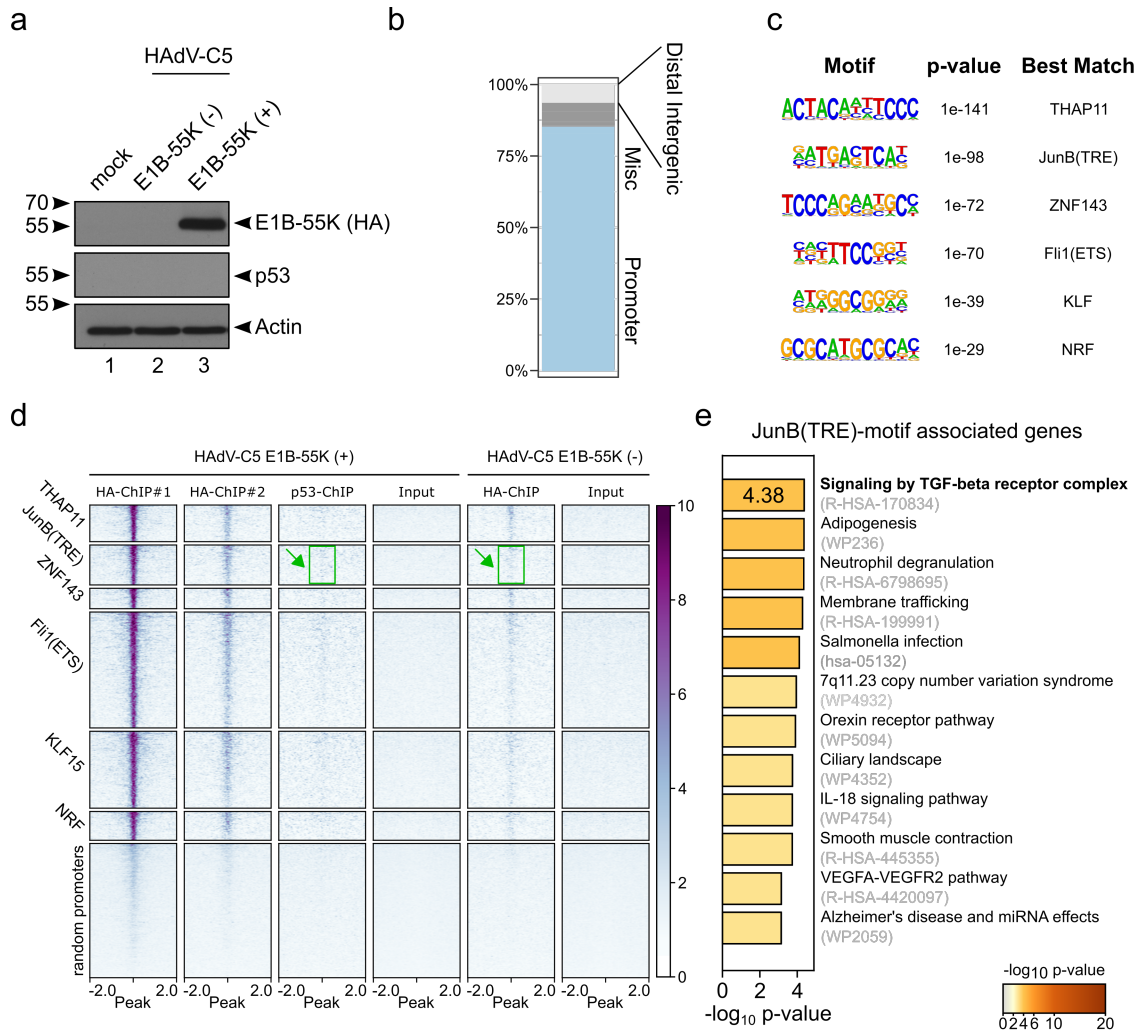 a
HAdV-C5
mock
E1B-55K (-)
E1B-55K (+)
70
55
E1B-55K (HA)
55
p53
55
Actin
1 2 3
b
100%
75%
50%
25%
0%
Distal Intergenic
Misc
Promoter
c
Motif p-value Best Match
ACTACAATTCCC 1e-141 THAP11
GATGACTCAT 1e-98 JunB(TRE)
TCCCAGAATGCC 1e-72 ZNF143
CACTTCCGGT 1e-70 Fli1(ETS)
ATGGGCGGGG 1e-39 KLF
GCGCATGCGCAC 1e-29 NRF
d
HAdV-C5 E1B-55K (+) HAdV-C5 E1B-55K (-)
HA-ChIP#1 HA-ChIP#2 p53-ChIP Input HA-ChIP Input
THAP11
JunB(TRE)
ZNF143
Fli1(ETS)
KLF15
NRF
random promoters
10
8
6
4
2
0
-2.0 2.0 -2.0 2.0 -2.0 2.0 -2.0 2.0 -2.0 2.0 -2.0 2.0
Peak Peak Peak Peak Peak Peak
e
JunB(TRE)-motif associated genes
4.38
Signaling by TGF-beta receptor complex
(R-HSA-170834)
Adipogenesis
(WP236)
Neutrophil degranulation
(R-HSA-6798695)
Membrane trafficking
(R-HSA-199991)
Salmonella infection
(hsa-05132)
7q11.23 copy number variation syndrome
(WP4932)
Orexin receptor pathway
(WP5094)
Ciliary landscape
(WP4352)
IL-18 signaling pathway
(WP4754)
Smooth muscle contraction
(R-HSA-445355)
VEGFA-VEGFR2 pathway
(R-HSA-4420097)
Alzheimer's disease and miRNA effects
(WP2059)
0 2 4
-log10 p-value
-log10 p-value
0 2 4 6 10 20